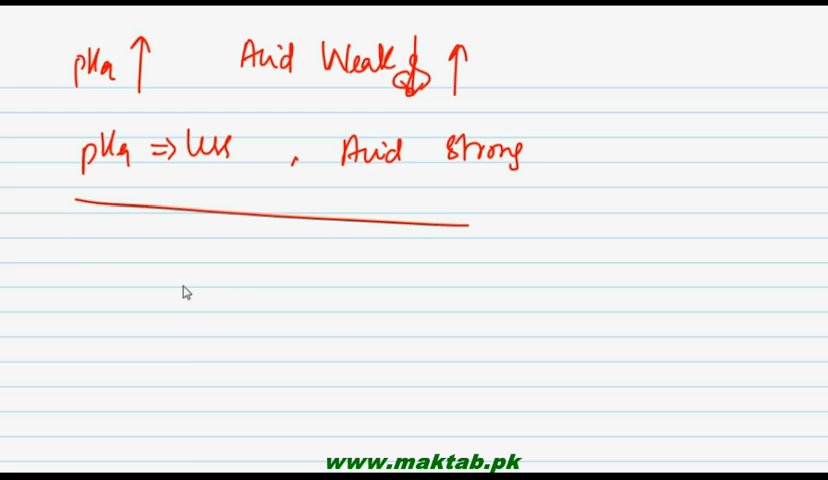 pKa ↑ Acid Weak ↑
pKa ⇒ less , Acid strong
www.maktab.pk